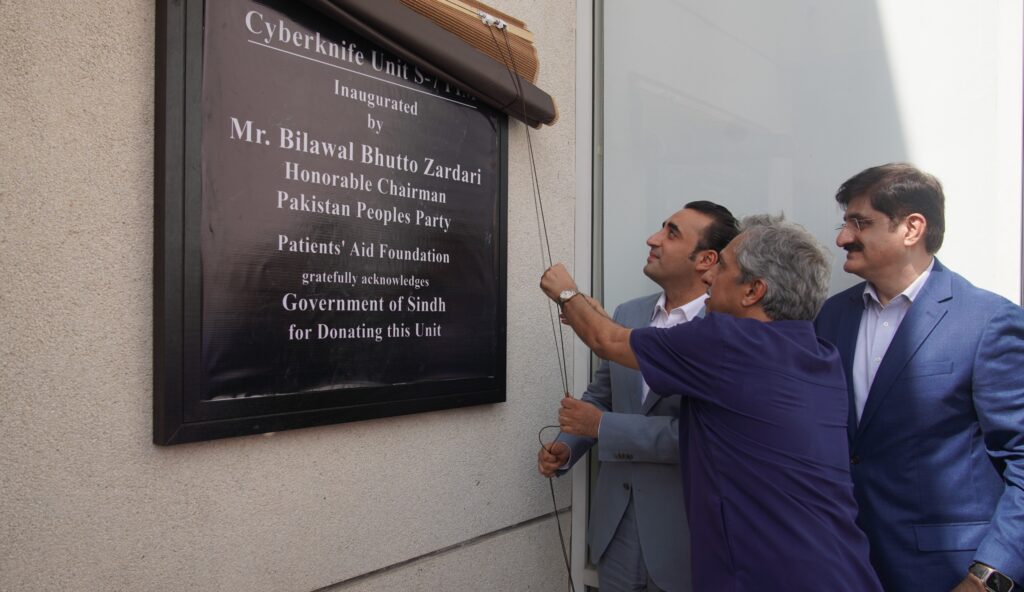 Cyberknife Unit S-7
Inaugurated
by
Mr. Bilawal Bhutto Zardari
Honorable Chairman
Pakistan Peoples Party
Patients' Aid Foundation
gratefully acknowledges
Government of Sindh
for Donating this Unit